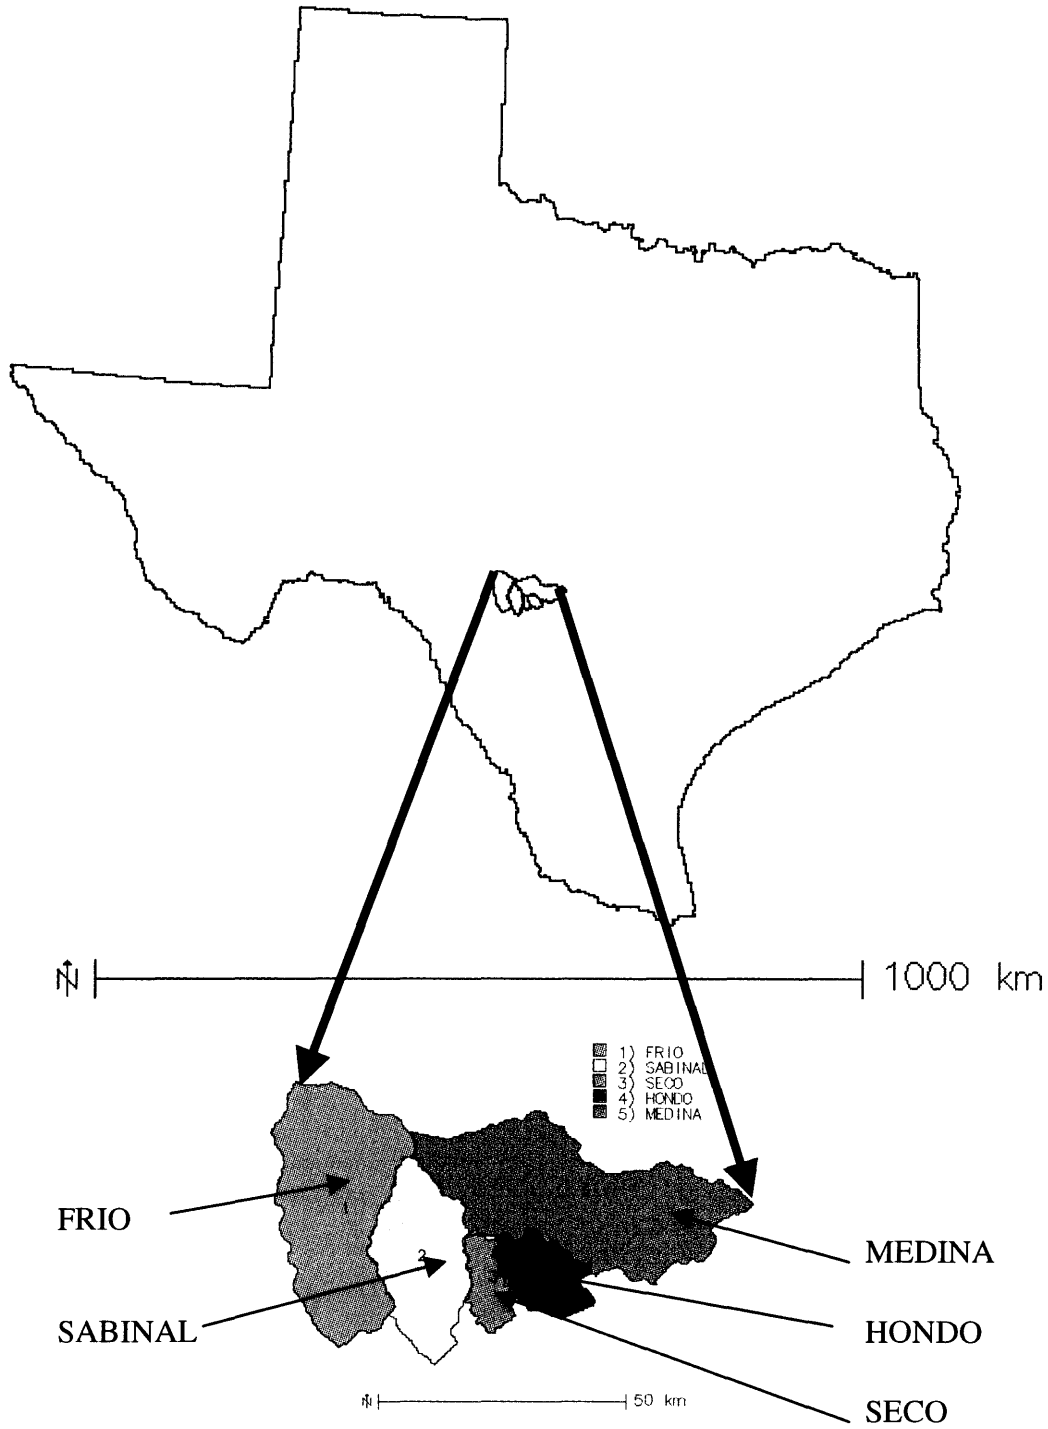 N
1000 km
1) FRIO
2) SABINAL
3) SECO
4) HONDO
5) MEDINA
1
FRIO
2
MEDINA
SABINAL
HONDO
N
50 km
SECO